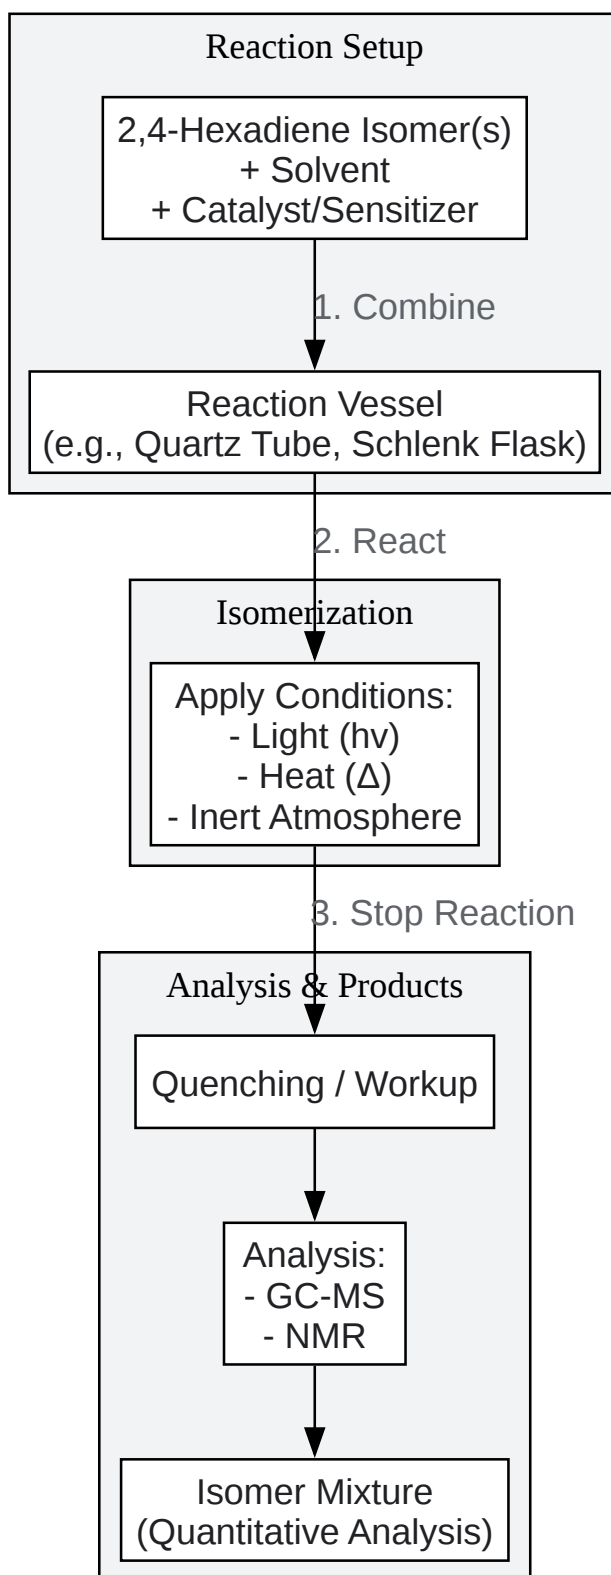 Reaction Setup
2,4-Hexadiene Isomer(s)
+ Solvent
+ Catalyst/Sensitizer
1. Combine
Reaction Vessel
(e.g., Quartz Tube, Schlenk Flask)
2. React
Isomerization
Apply Conditions:
- Light (hv)
- Heat (Δ)
- Inert Atmosphere
3. Stop Reaction
Analysis & Products
Quenching / Workup
Analysis:
- GC-MS
- NMR
Isomer Mixture
(Quantitative Analysis)